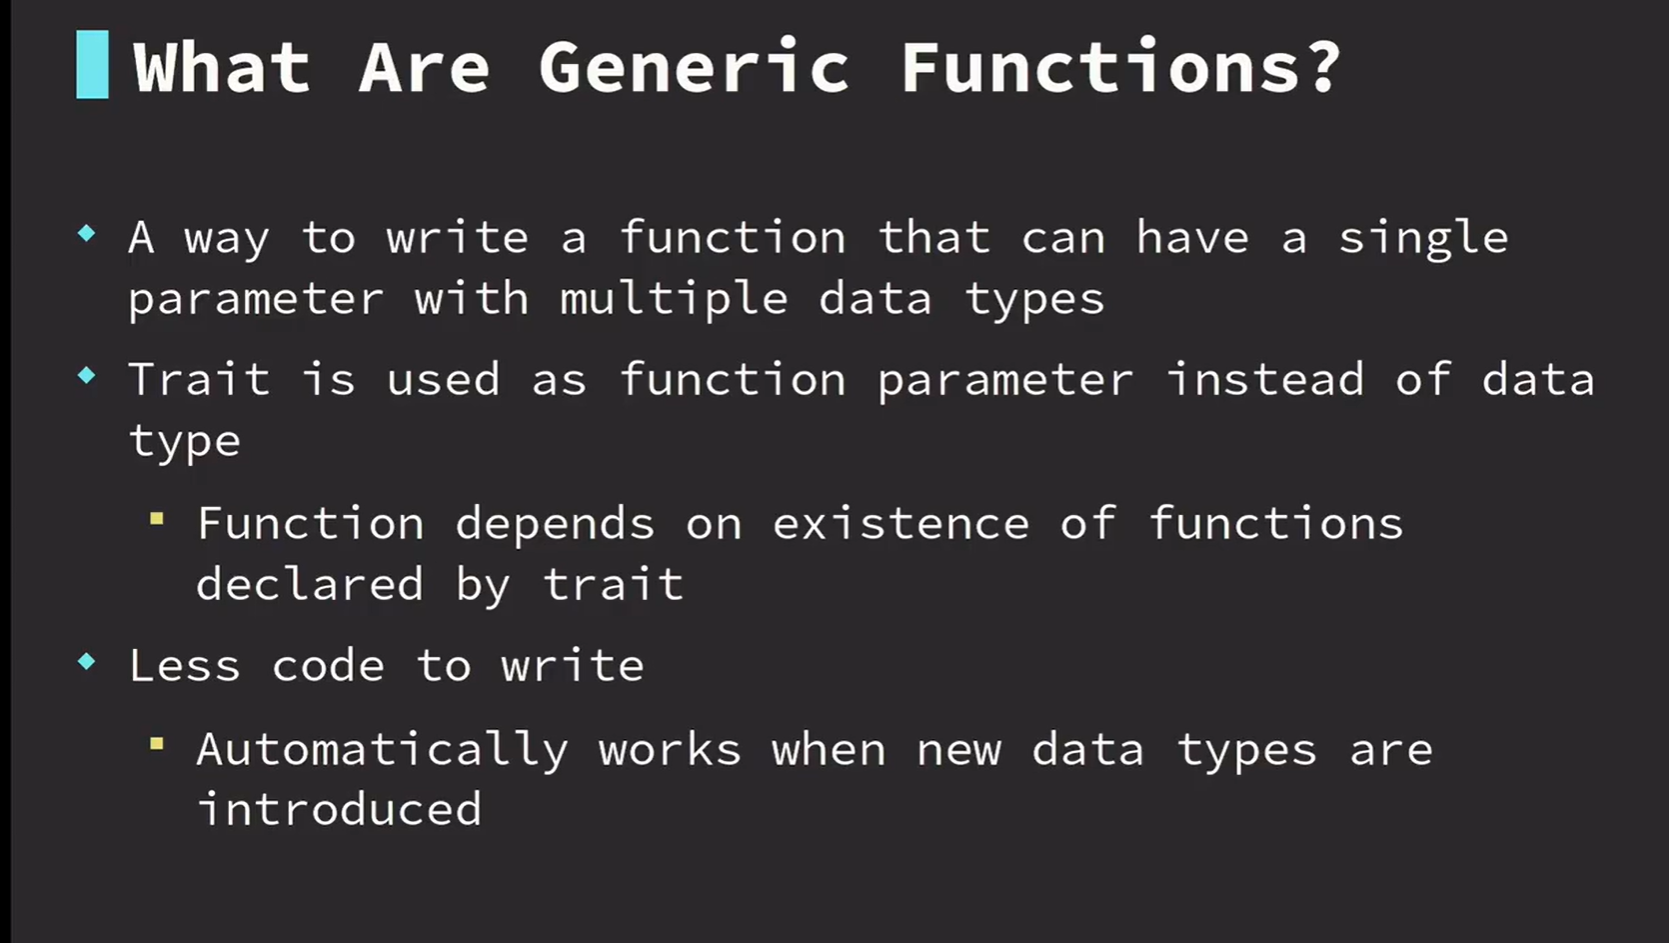 What Are Generic Functions?
A way to write a function that can have a single
parameter with multiple data types
Trait is used as function parameter instead of data
type
Function depends on existence of functions
declared by trait
Less code to write
Automatically works when new data types are
introduced